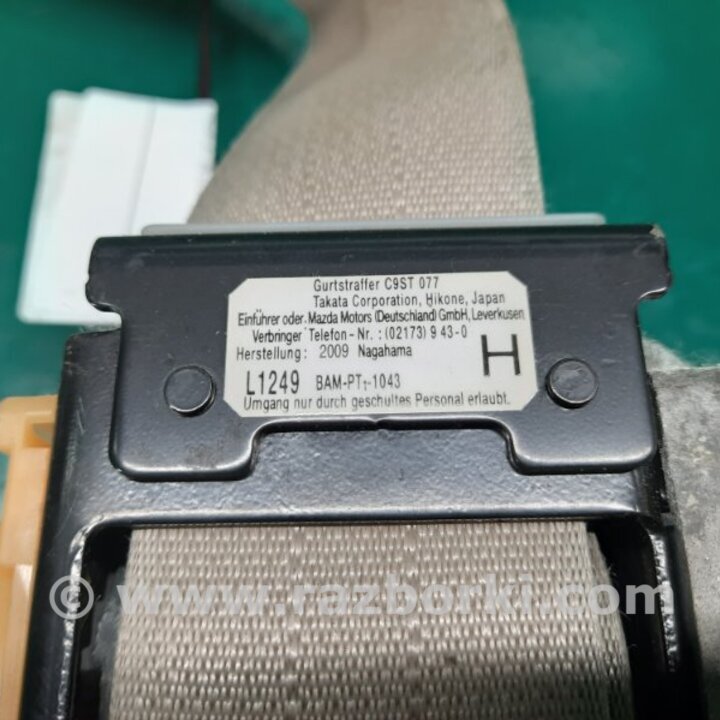 Gurtstraffer C9ST 077
Takata Corporation, Hikone, Japan
Einführer oder Mazda Motors (Deutschland) GmbH, Leverkusen
Verbringer Telefon-Nr.: (02173) 9 43-0
Herstellung: 2009 Nagahama
H
L1249 BAM-PT1-1043
Umgang nur durch geschultes Personal erlaubt.
© www.razborki.com